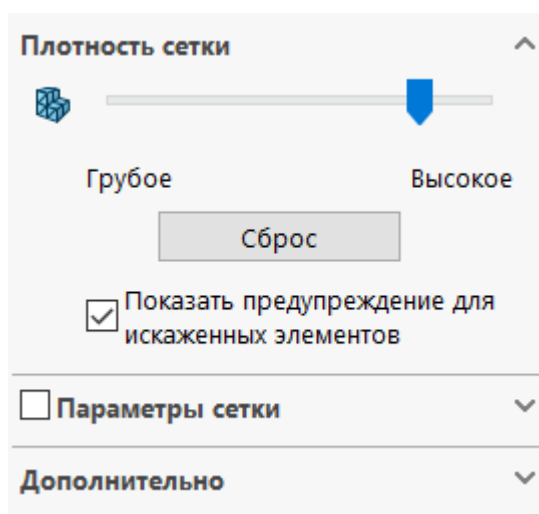 Плотность сетки
Грубое Высокое
Сброс
Показать предупреждение для
искаженных элементов
Параметры сетки
Дополнительно